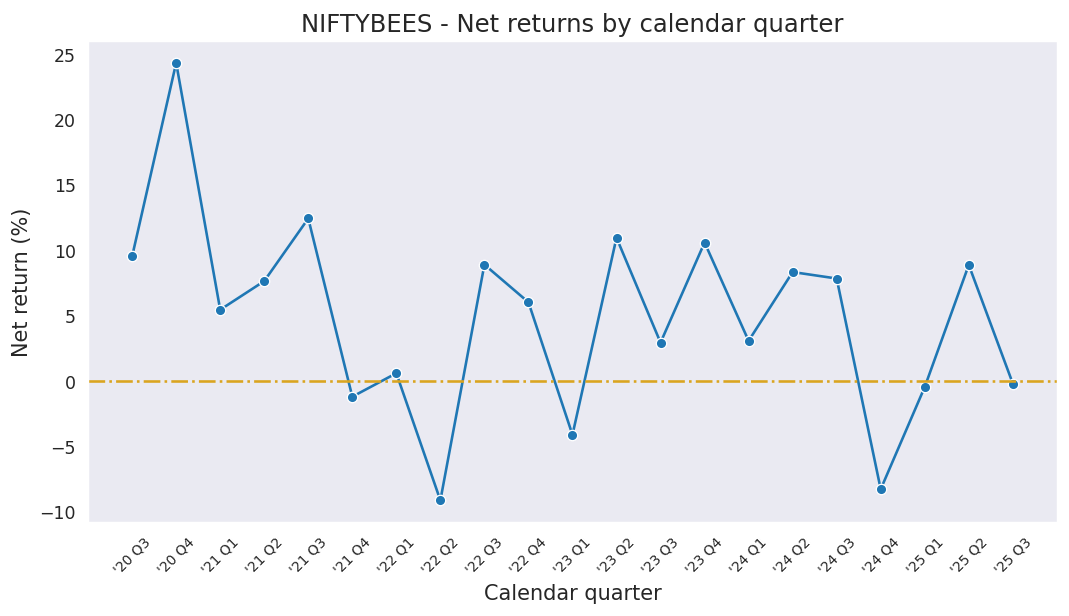 NIFTYBEES - Net returns by calendar quarter
Net return (%)
25
20
15
10
5
0
−5
−10
'20 Q3
'20 Q4
'21 Q1
'21 Q2
'21 Q3
'21 Q4
'22 Q1
'22 Q2
'22 Q3
'22 Q4
'23 Q1
'23 Q2
'23 Q3
'23 Q4
'24 Q1
'24 Q2
'24 Q3
'24 Q4
'25 Q1
'25 Q2
'25 Q3
Calendar quarter